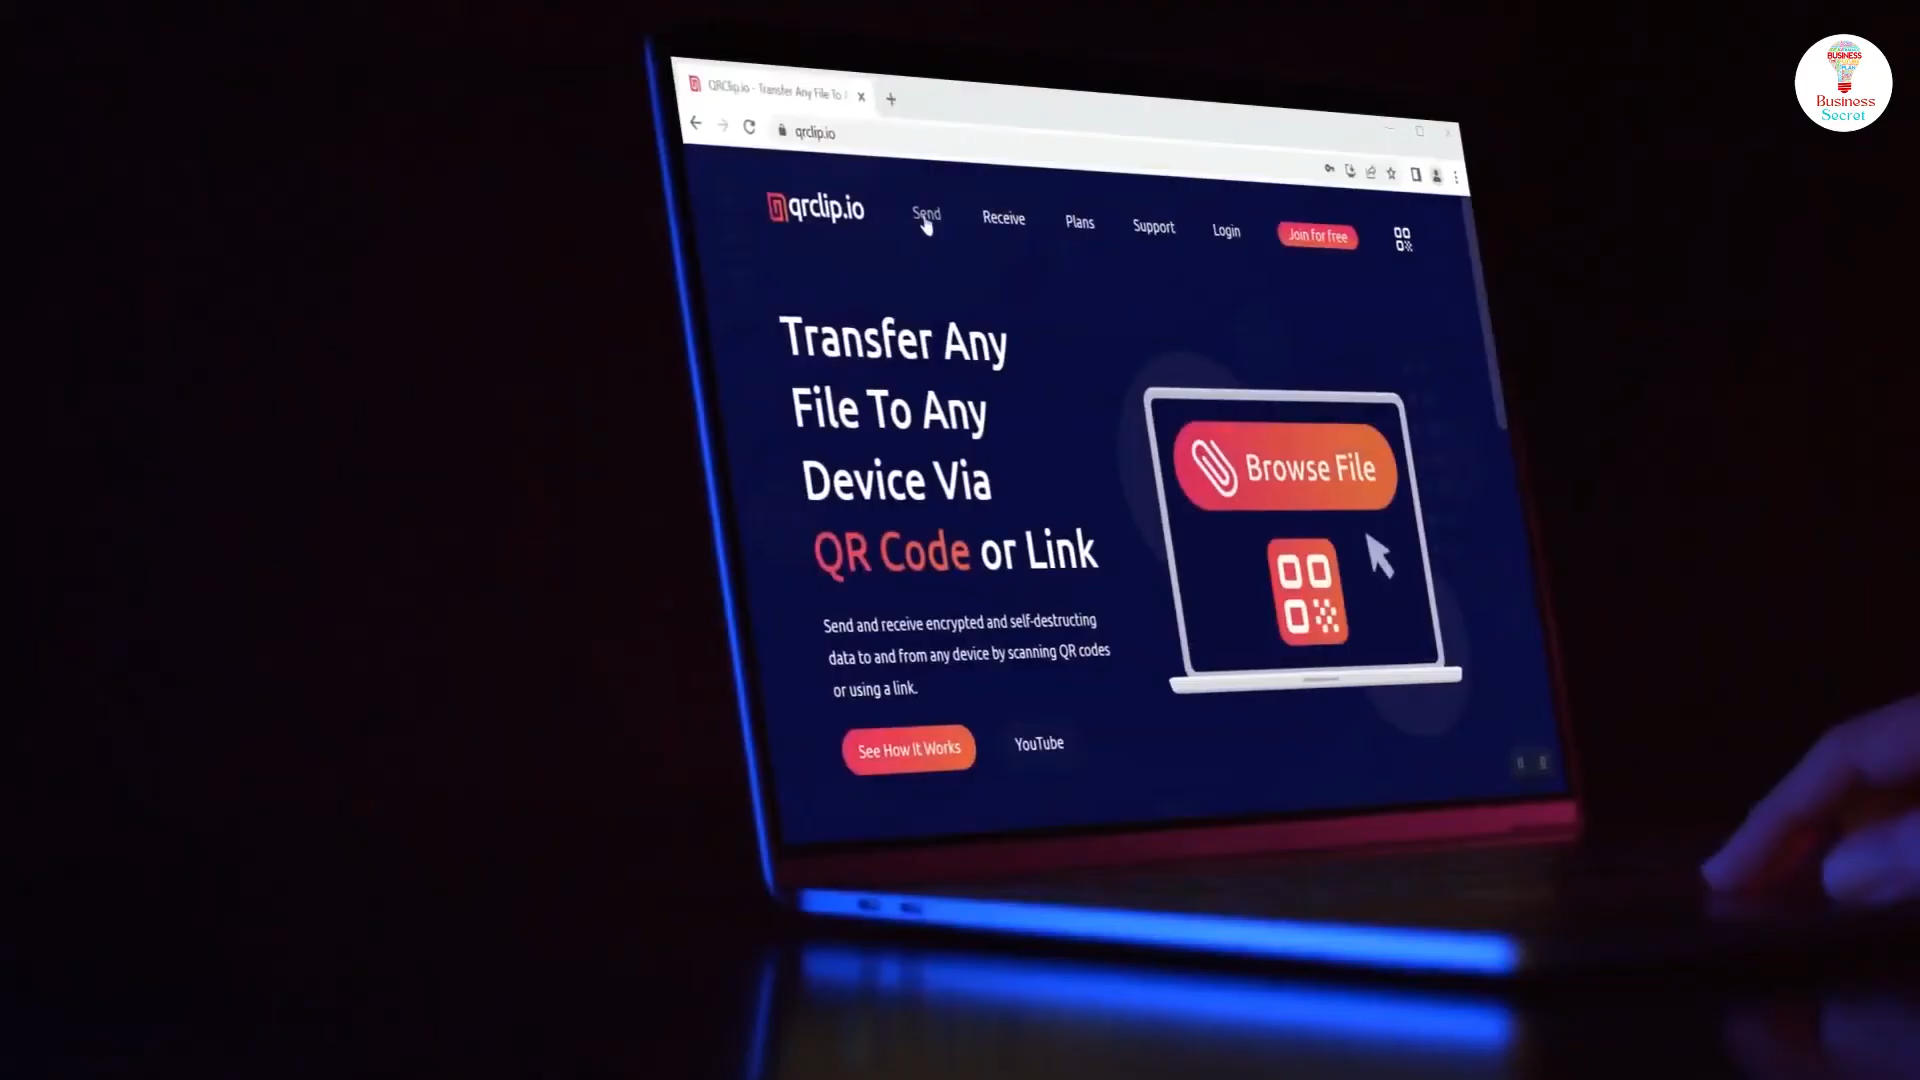 BUSINESS
PLAN
Business
Secret
QRClip.io - Transfer Any File To
qrclip.io
qrclip.io
Send
Receive
Plans
Support
Login
Join for free
Transfer Any
File To Any
Device Via
QR Code or Link
Send and receive encrypted and self-destructing
data to and from any device by scanning QR codes
or using a link.
See How It Works
YouTube
Browse File